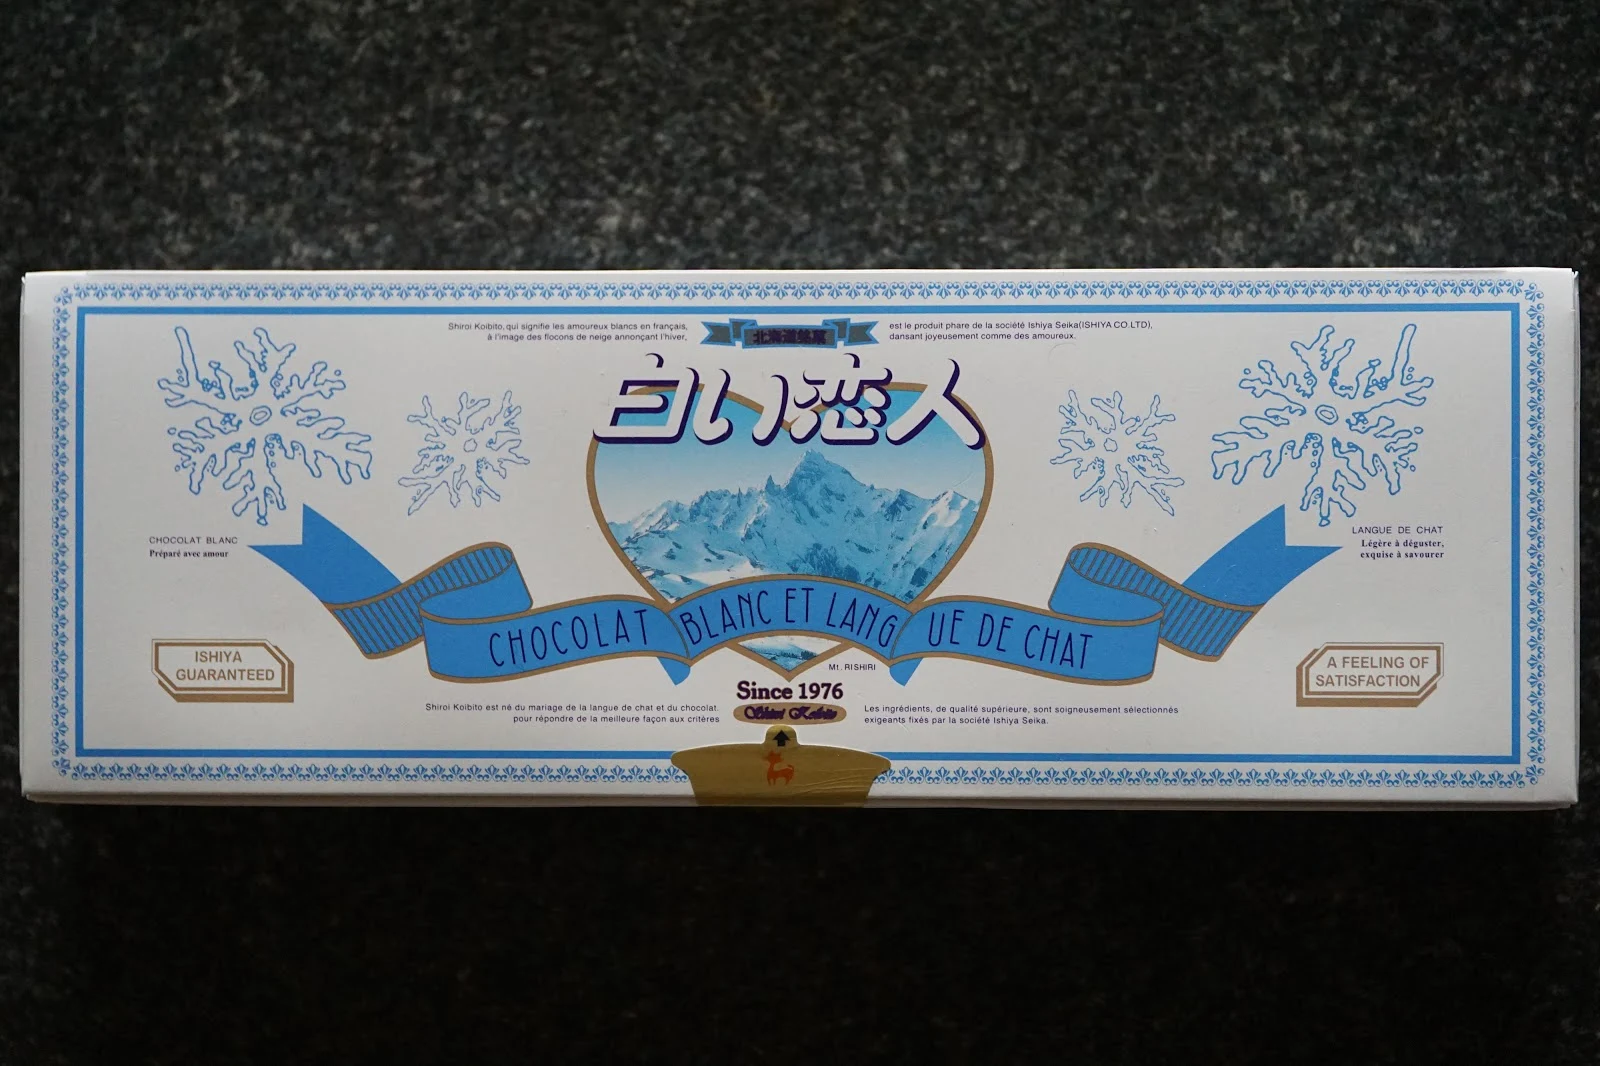 Shiroi Koibito, qui signifie les amoureux blancs en français,
à l'image des flocons de neige annonçant l'hiver,
北海道銘菓
est le produit phare de la société Ishiya Seika(ISHIYA CO.LTD),
dansant joyeusement comme des amoureux.
白い恋人
CHOCOLAT BLANC
Préparé avec amour
LANGUE DE CHAT
Légère à déguster,
exquise à savourer
CHOCOLAT BLANC ET LANGUE DE CHAT
ISHIYA
GUARANTEED
Mt. RISHIRI
A FEELING OF
SATISFACTION
Since 1976
Shiroi Koibito
Shiroi Koibito est né du mariage de la langue de chat et du chocolat.
pour répondre de la meilleure façon aux critères
Les ingrédients, de qualité supérieure, sont soigneusement sélectionnés
exigeants fixés par la société Ishiya Seika.